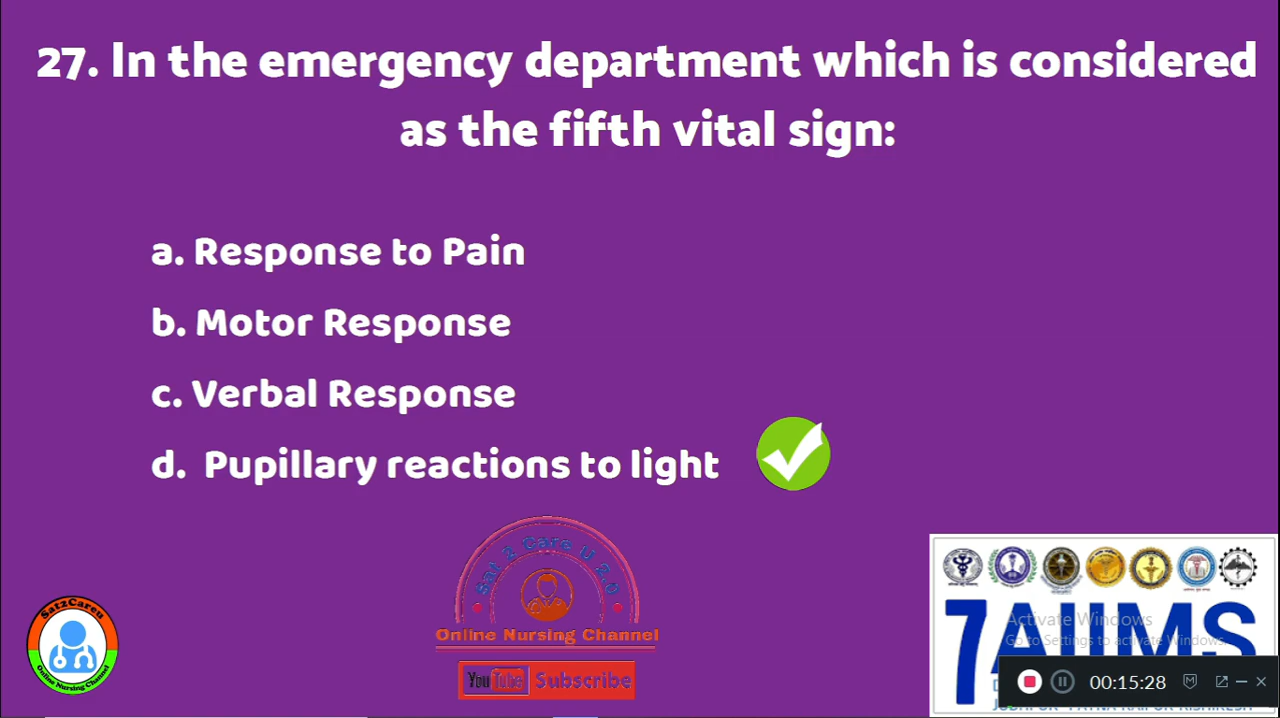 27. In the emergency department which is considered
as the fifth vital sign:
a. Response to Pain
b. Motor Response
c. Verbal Response
d. Pupillary reactions to light
Sat 2 Care U 2.0
Online Nursing Channel
YouTube Subscribe
Sat2Careu
Online Nursing Channel
7AIIMS
Activate Windows
Go to Settings to activate Windows.
00:15:28